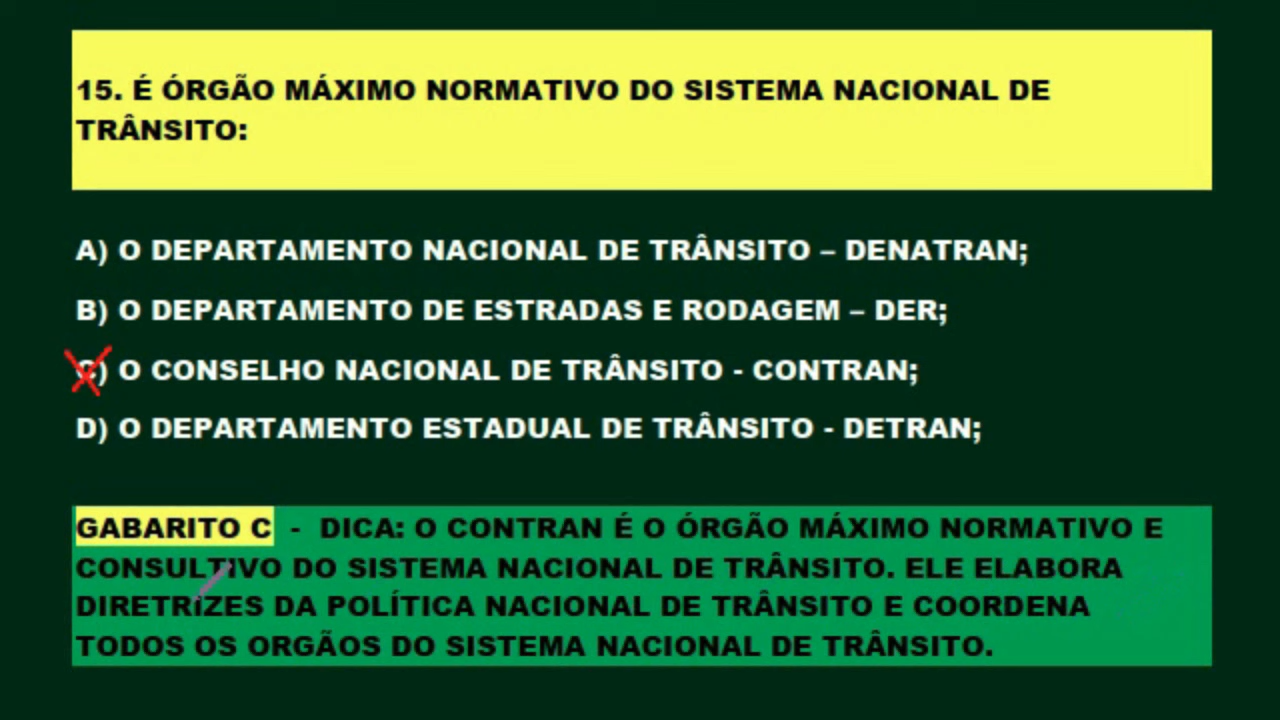 15. É ÓRGÃO MÁXIMO NORMATIVO DO SISTEMA NACIONAL DE
TRÂNSITO:
A) O DEPARTAMENTO NACIONAL DE TRÂNSITO – DENATRAN;
B) O DEPARTAMENTO DE ESTRADAS E RODAGEM – DER;
C) O CONSELHO NACIONAL DE TRÂNSITO - CONTRAN;
D) O DEPARTAMENTO ESTADUAL DE TRÂNSITO - DETRAN;
GABARITO C - DICA: O CONTRAN É O ÓRGÃO MÁXIMO NORMATIVO E
CONSULTIVO DO SISTEMA NACIONAL DE TRÂNSITO. ELE ELABORA
DIRETRIZES DA POLÍTICA NACIONAL DE TRÂNSITO E COORDENA
TODOS OS ORGÃOS DO SISTEMA NACIONAL DE TRÂNSITO.